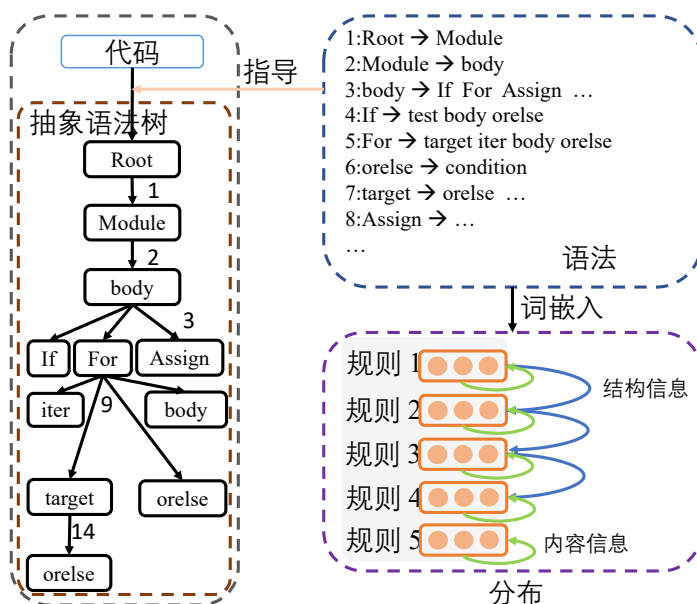 代码
指导
抽象语法树
Root
1
Module
2
body
3
If
For
Assign
iter
9
body
target
orelse
14
orelse
1:Root → Module
2:Module → body
3:body → If For Assign …
4:If → test body orelse
5:For → target iter body orelse
6:orelse → condition
7:target → orelse …
8:Assign → …
…
语法
词嵌入
规则 1
规则 2
规则 3
规则 4
规则 5
结构信息
内容信息
分布